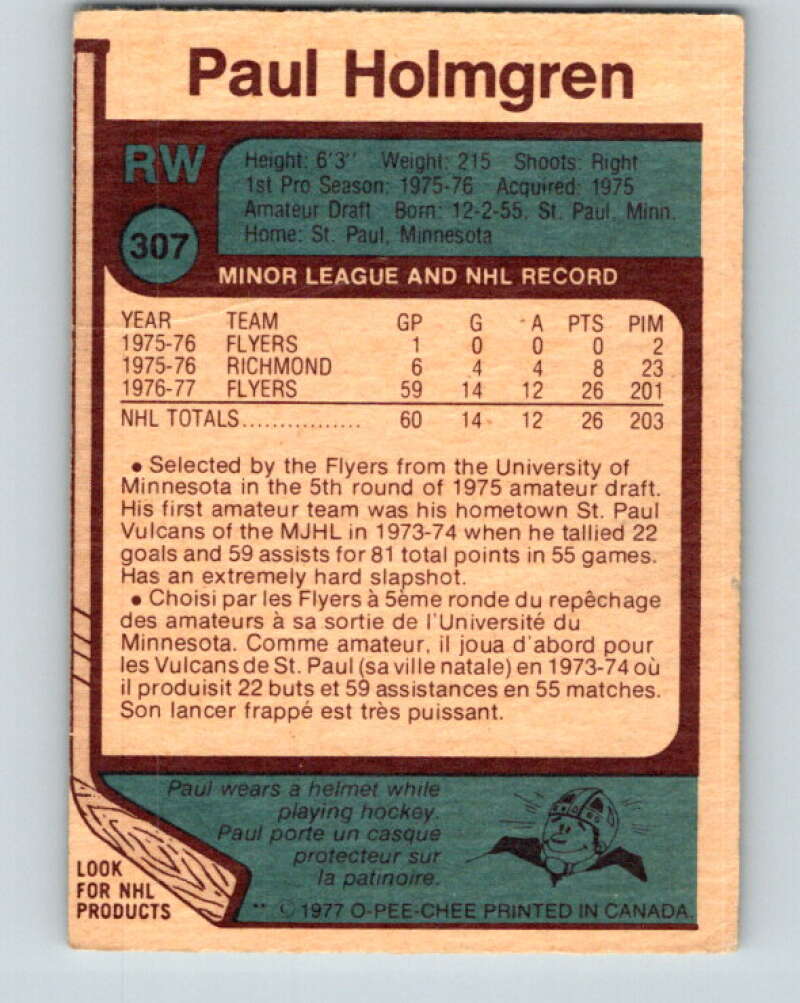 Paul Holmgren
RW
Height: 6'3" Weight: 215 Shoots: Right
1st Pro Season: 1975-76 Acquired: 1975
Amateur Draft Born: 12-2-55. St. Paul, Minn.
Home: St. Paul, Minnesota
307
MINOR LEAGUE AND NHL RECORD
YEAR TEAM GP G A PTS PIM
1975-76 FLYERS 1 0 0 0 2
1975-76 RICHMOND 6 4 4 8 23
1976-77 FLYERS 59 14 12 26 201
NHL TOTALS................ 60 14 12 26 203
• Selected by the Flyers from the University of
Minnesota in the 5th round of 1975 amateur draft.
His first amateur team was his hometown St. Paul
Vulcans of the MJHL in 1973-74 when he tallied 22
goals and 59 assists for 81 total points in 55 games.
Has an extremely hard slapshot.
• Choisi par les Flyers à 5ème ronde du repêchage
des amateurs à sa sortie de l'Université du
Minnesota. Comme amateur, il joua d'abord pour
les Vulcans de St. Paul (sa ville natale) en 1973-74 où
il produisit 22 buts et 59 assistances en 55 matches.
Son lancer frappé est très puissant.
Paul wears a helmet while
playing hockey.
Paul porte un casque
protecteur sur
la patinoire.
LOOK
FOR NHL
PRODUCTS
** © 1977 O-PEE-CHEE PRINTED IN CANADA.